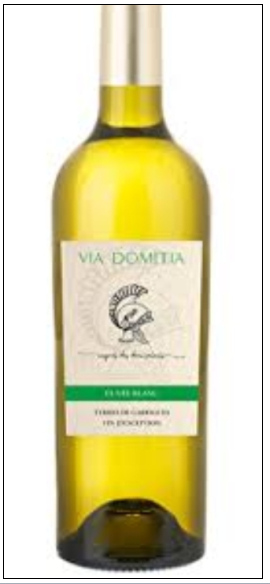 VIA DOMITIA
CUVÉE BLANC
TERRES DE GARRIGUES
VIN D'EXCEPTION